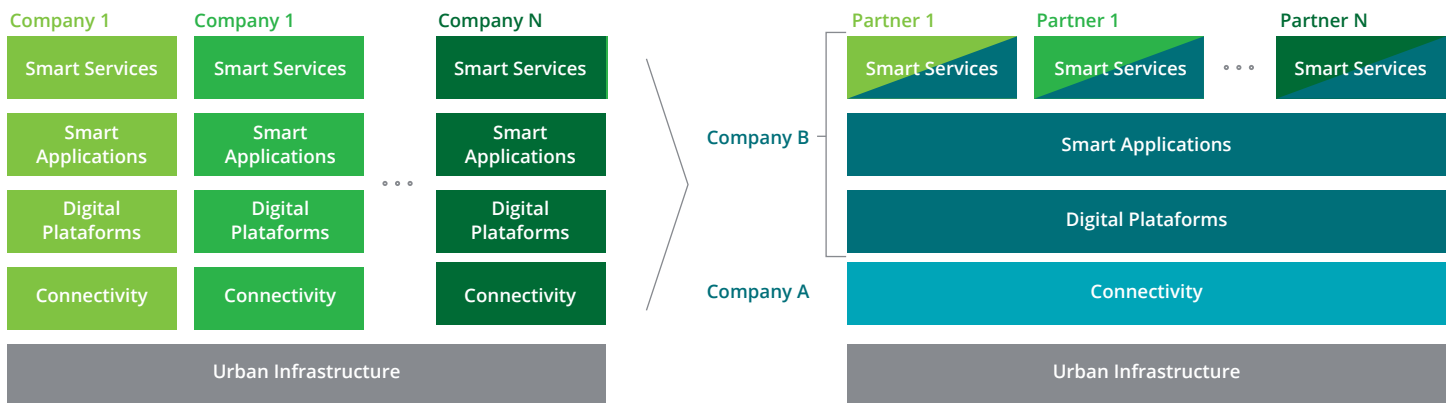 Company 1
Company 1
Company N
Smart Services
Smart Services
Smart Services
Smart
Applications
Smart
Applications
Smart
Applications
Digital
Plataforms
Digital
Plataforms
Digital
Plataforms
Connectivity
Connectivity
Connectivity
Urban Infrastructure
Partner 1
Partner 1
Partner N
Smart Services
Smart Services
Smart Services
Company B
Smart Applications
Digital Plataforms
Company A
Connectivity
Urban Infrastructure